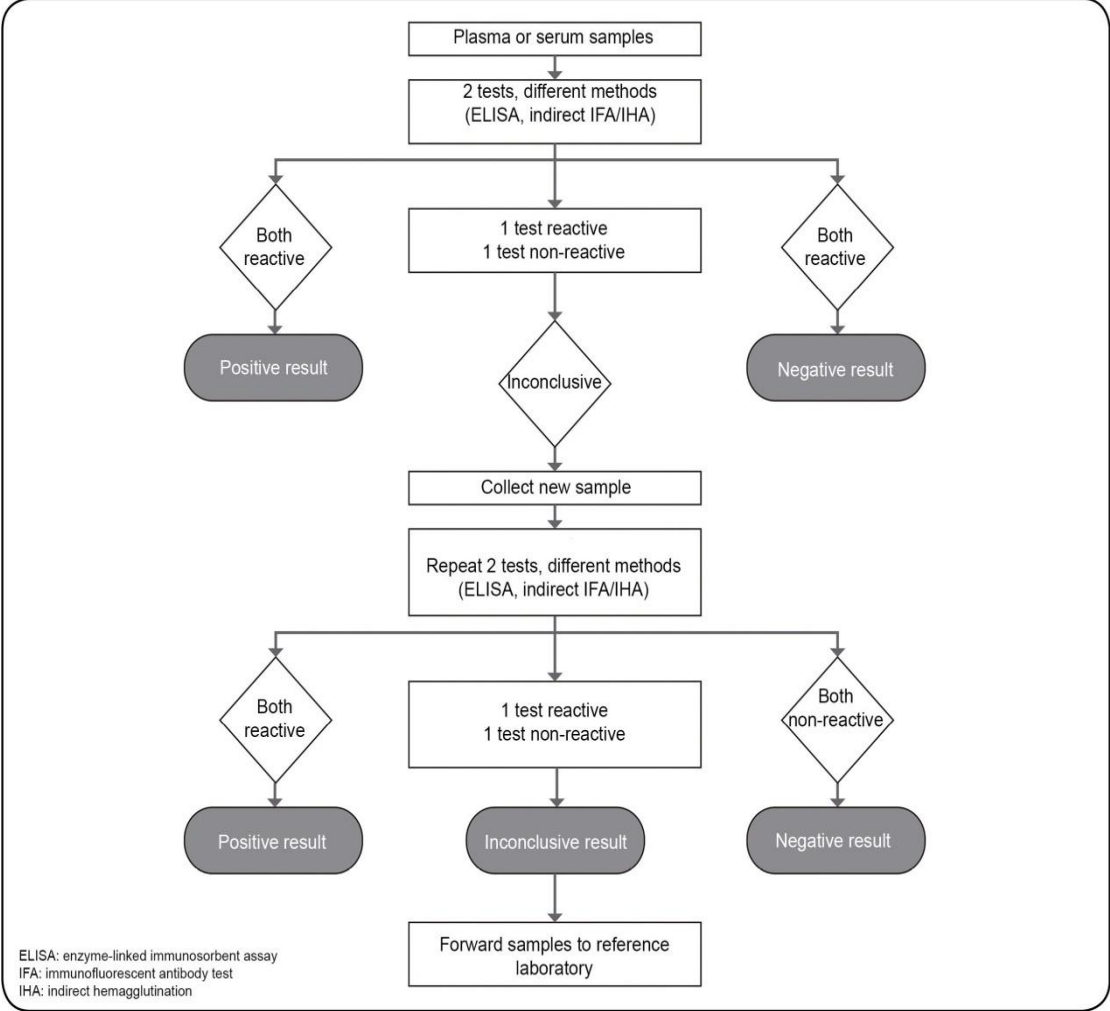 Plasma or serum samples
2 tests, different methods
(ELISA, indirect IFA/IHA)
Both
reactive
1 test reactive
1 test non-reactive
Both
reactive
Positive result
Inconclusive
Negative result
Collect new sample
Repeat 2 tests, different methods
(ELISA, indirect IFA/IHA)
Both
reactive
1 test reactive
1 test non-reactive
Both
non-reactive
Positive result
Inconclusive result
Negative result
Forward samples to reference
laboratory
ELISA: enzyme-linked immunosorbent assay
IFA: immunofluorescent antibody test
IHA: indirect hemagglutination